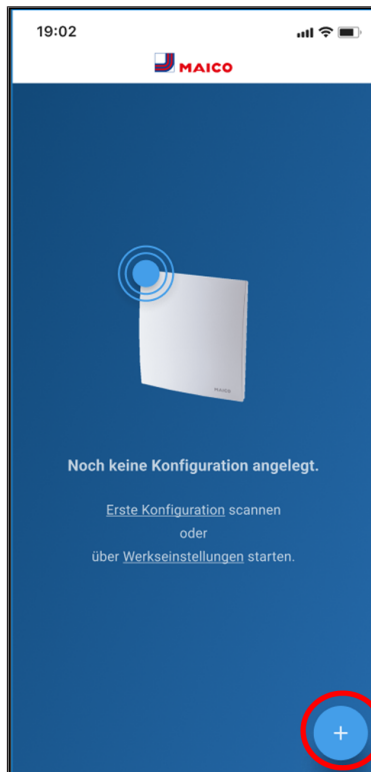 19:02
MAICO
MAICO
Noch keine Konfiguration angelegt.
Erste Konfiguration scannen
oder
über Werkseinstellungen starten.
+